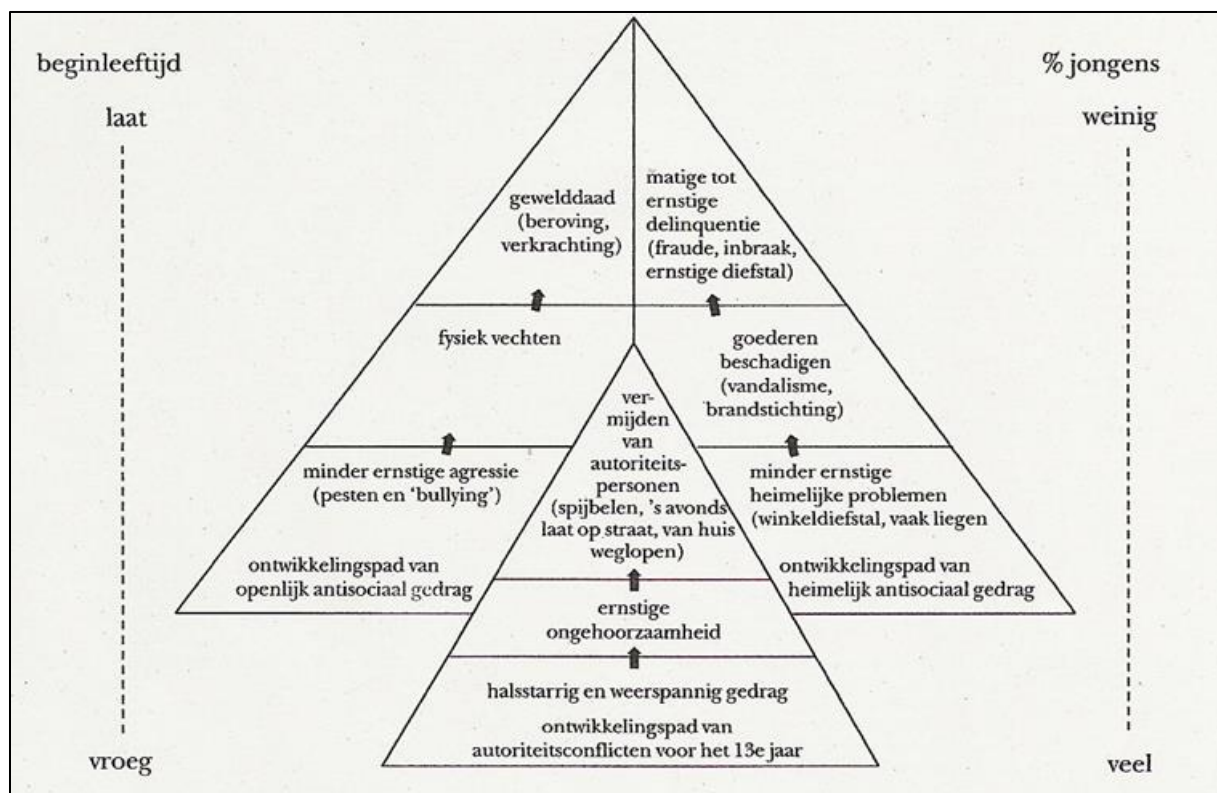 beginleeftijd
laat
% jongens
weinig
gewelddaad
(beroving,
verkrachting)
matige tot
ernstige
delinquentie
(fraude, inbraak,
ernstige diefstal)
fysiek vechten
goederen
beschadigen
(vandalisme,
brandstichting)
ver-
mijden
van
autoriteits-
personen
(spijbelen, 's avonds
laat op straat, van huis
weglopen)
minder ernstige agressie
(pesten en ‘bullying’)
minder ernstige
heimelijke problemen
(winkeldiefstal, vaak liegen
ontwikkelingspad van
openlijk antisociaal gedrag
ontwikkelingspad van
heimelijk antisociaal gedrag
ernstige
ongehoorzaamheid
halsstarrig en weerspannig gedrag
ontwikkelingspad van
autoriteitsconflicten voor het 13e jaar
vroeg
veel